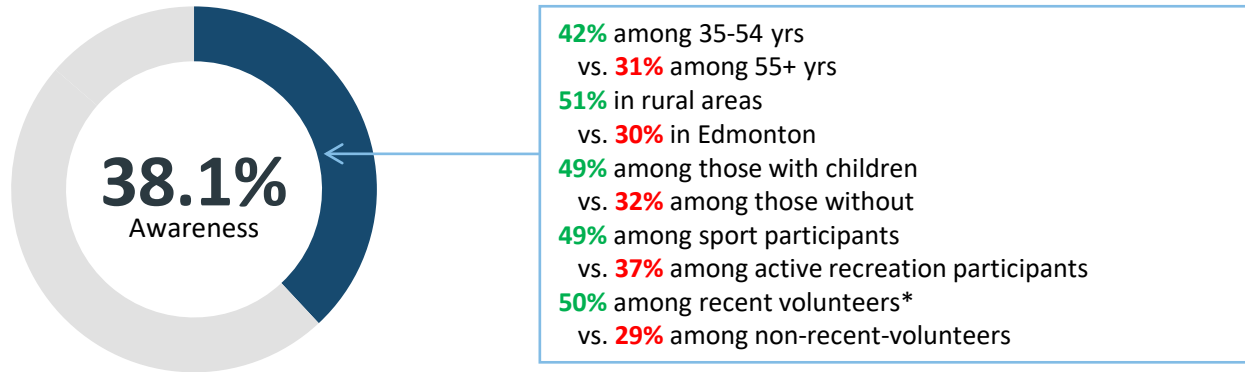 38.1%
Awareness
42% among 35-54 yrs
vs. 31% among 55+ yrs
51% in rural areas
vs. 30% in Edmonton
49% among those with children
vs. 32% among those without
49% among sport participants
vs. 37% among active recreation participants
50% among recent volunteers*
vs. 29% among non-recent-volunteers